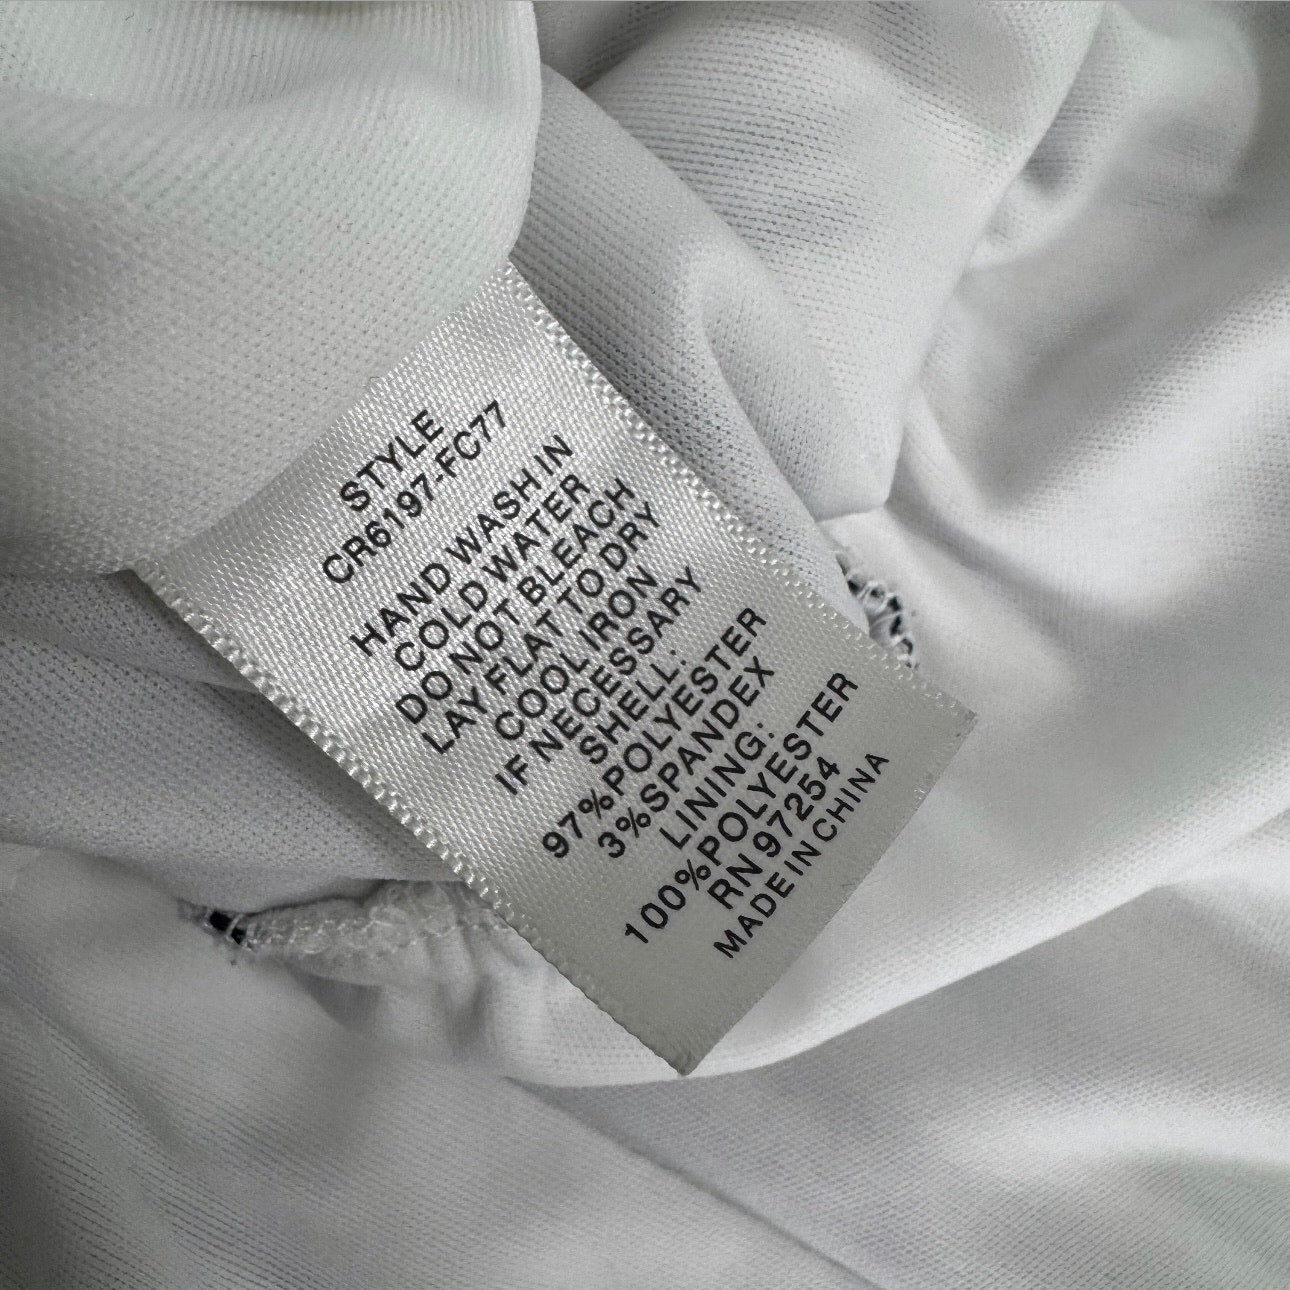 STYLE
CR6197-FC77
HAND WASH IN
COLD WATER
DO NOT BLEACH
LAY FLAT TO DRY
COOL IRON
IF NECESSARY
SHELL:
97%POLYESTER
3%SPANDEX
LINING:
100%POLYESTER
RN 97254
MADE IN CHINA